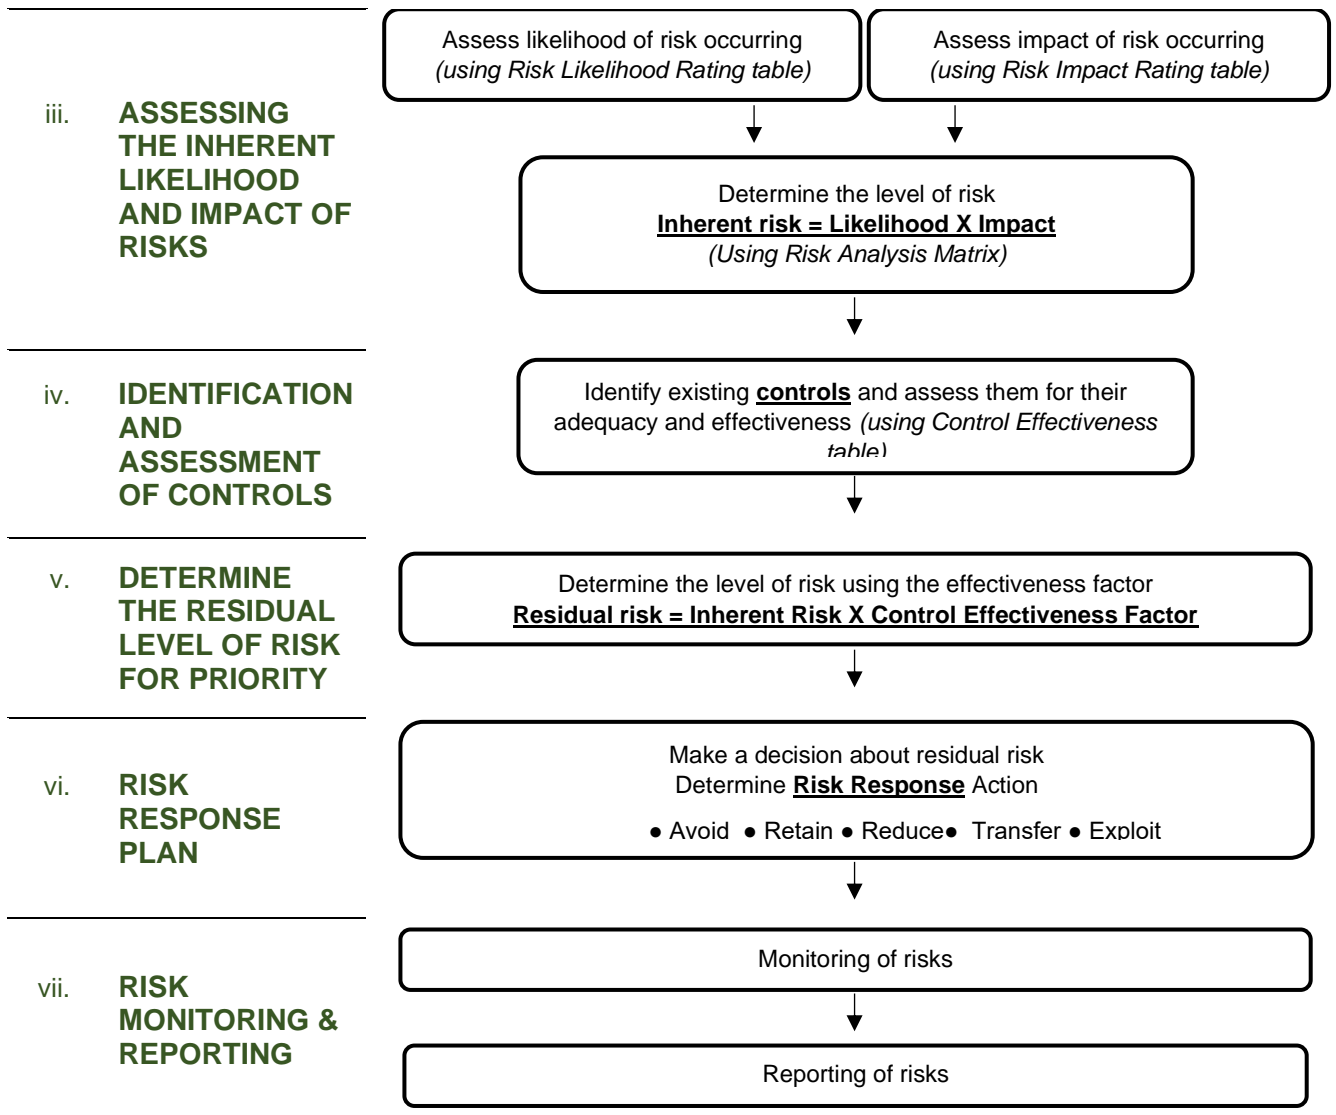 Assess likelihood of risk occurring
(using Risk Likelihood Rating table)
Assess impact of risk occurring
(using Risk Impact Rating table)
iii. ASSESSING
THE INHERENT
LIKELIHOOD
AND IMPACT OF
RISKS
Determine the level of risk
Inherent risk = Likelihood X Impact
(Using Risk Analysis Matrix)
iv. IDENTIFICATION
AND
ASSESSMENT
OF CONTROLS
Identify existing controls and assess them for their
adequacy and effectiveness (using Control Effectiveness
table)
v. DETERMINE
THE RESIDUAL
LEVEL OF RISK
FOR PRIORITY
Determine the level of risk using the effectiveness factor
Residual risk = Inherent Risk X Control Effectiveness Factor
vi. RISK
RESPONSE
PLAN
Make a decision about residual risk
Determine Risk Response Action
● Avoid ● Retain ● Reduce● Transfer ● Exploit
vii. RISK
MONITORING &
REPORTING
Monitoring of risks
Reporting of risks